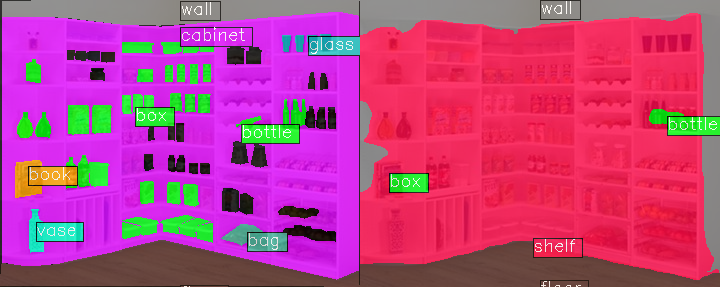 wall
cabinet
glass
box
bottle
book
vase
bag
wall
bottle
box
shelf
floor